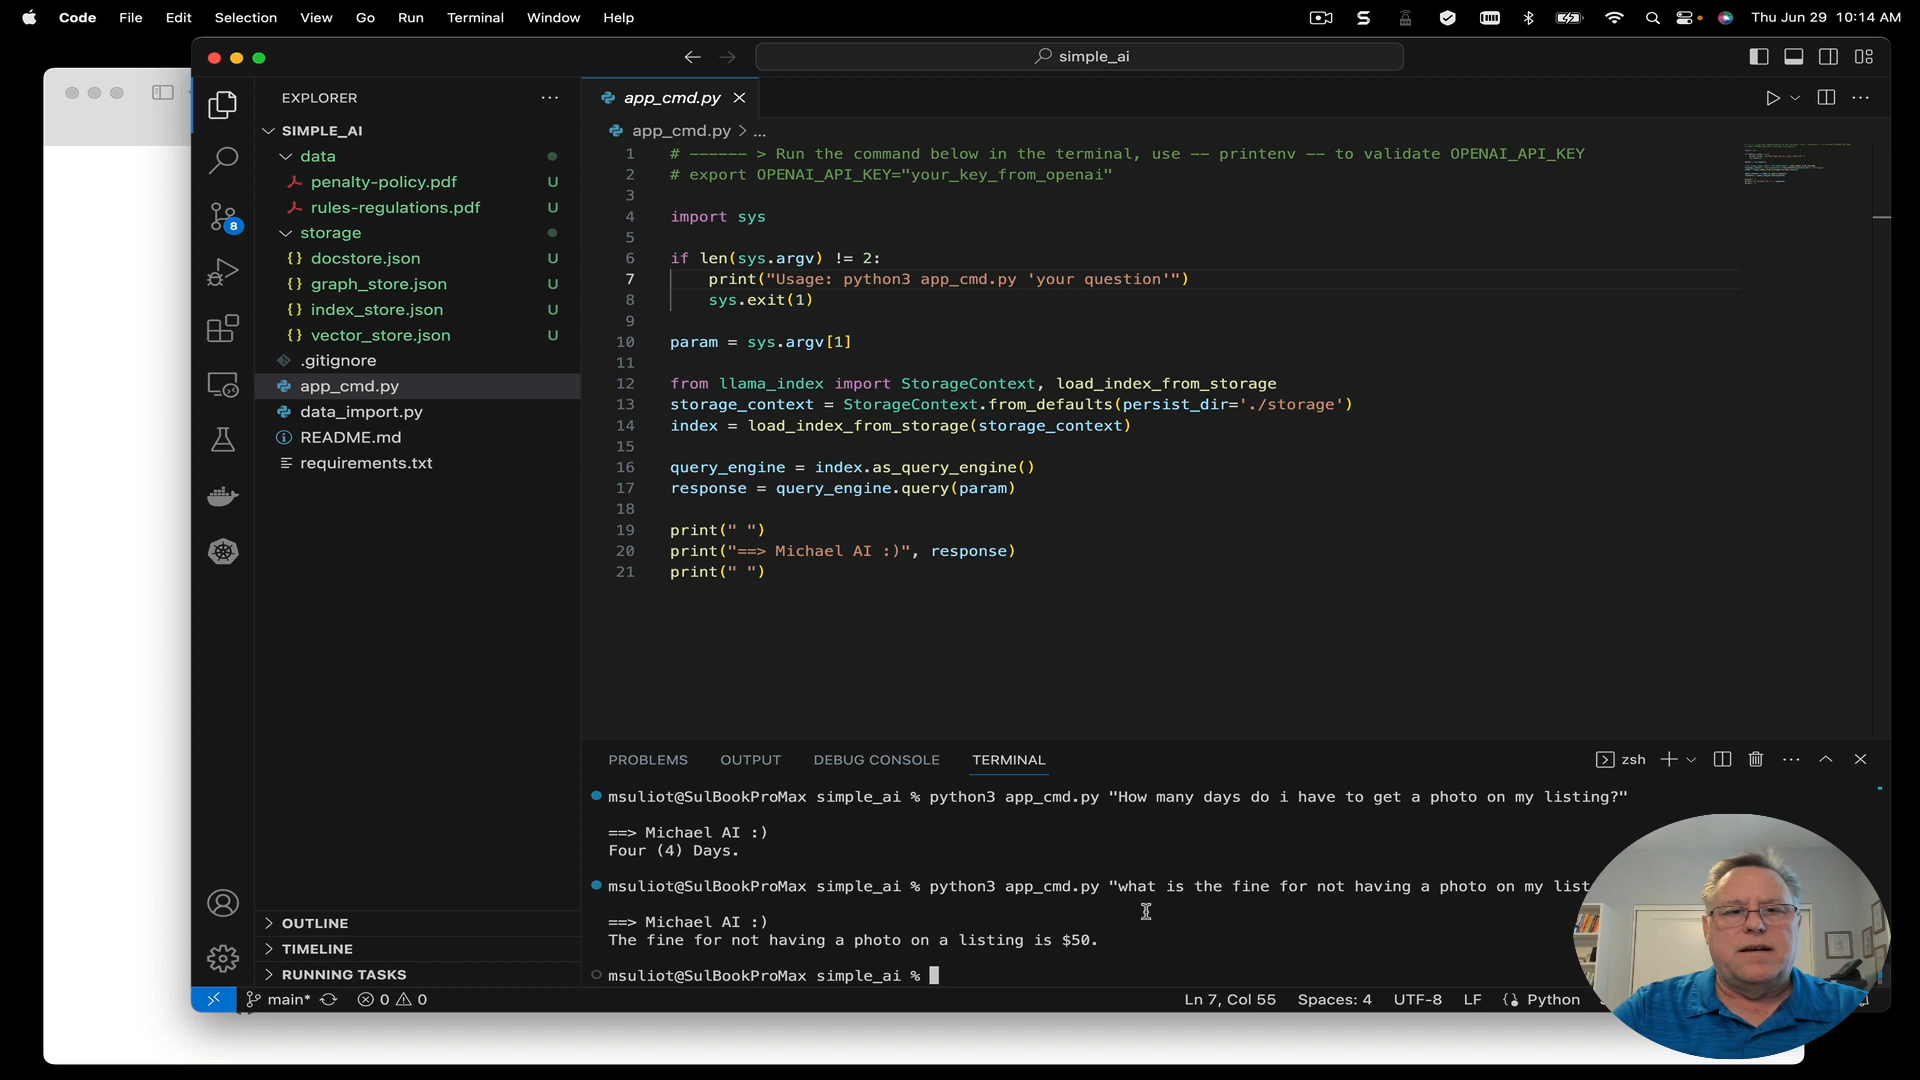 Code File Edit Selection View Go Run Terminal Window Help
Thu Jun 29 10:14 AM
simple_ai
EXPLORER
SIMPLE_AI
data
penalty-policy.pdf U
rules-regulations.pdf U
storage
docstore.json U
graph_store.json U
index_store.json U
vector_store.json U
.gitignore
app_cmd.py
data_import.py
README.md
requirements.txt
8
OUTLINE
TIMELINE
RUNNING TASKS
app_cmd.py
app_cmd.py > ...
1 # —————— > Run the command below in the terminal, use —— printenv —— to validate OPENAI_API_KEY
2 # export OPENAI_API_KEY="your_key_from_openai"
3
4 import sys
5
6 if len(sys.argv) != 2:
7 print("Usage: python3 app_cmd.py 'your question'")
8 sys.exit(1)
9
10 param = sys.argv[1]
11
12 from llama_index import StorageContext, load_index_from_storage
13 storage_context = StorageContext.from_defaults(persist_dir='./storage')
14 index = load_index_from_storage(storage_context)
15
16 query_engine = index.as_query_engine()
17 response = query_engine.query(param)
18
19 print(" ")
20 print("==> Michael AI :)", response)
21 print(" ")
PROBLEMS OUTPUT DEBUG CONSOLE TERMINAL
zsh
msuliot@SulBookProMax simple_ai % python3 app_cmd.py "How many days do i have to get a photo on my listing?"
==> Michael AI :)
Four (4) Days.
msuliot@SulBookProMax simple_ai % python3 app_cmd.py "what is the fine for not having a photo on my list
==> Michael AI :)
The fine for not having a photo on a listing is $50.
msuliot@SulBookProMax simple_ai %
main* 0 0
Ln 7, Col 55 Spaces: 4 UTF-8 LF Python